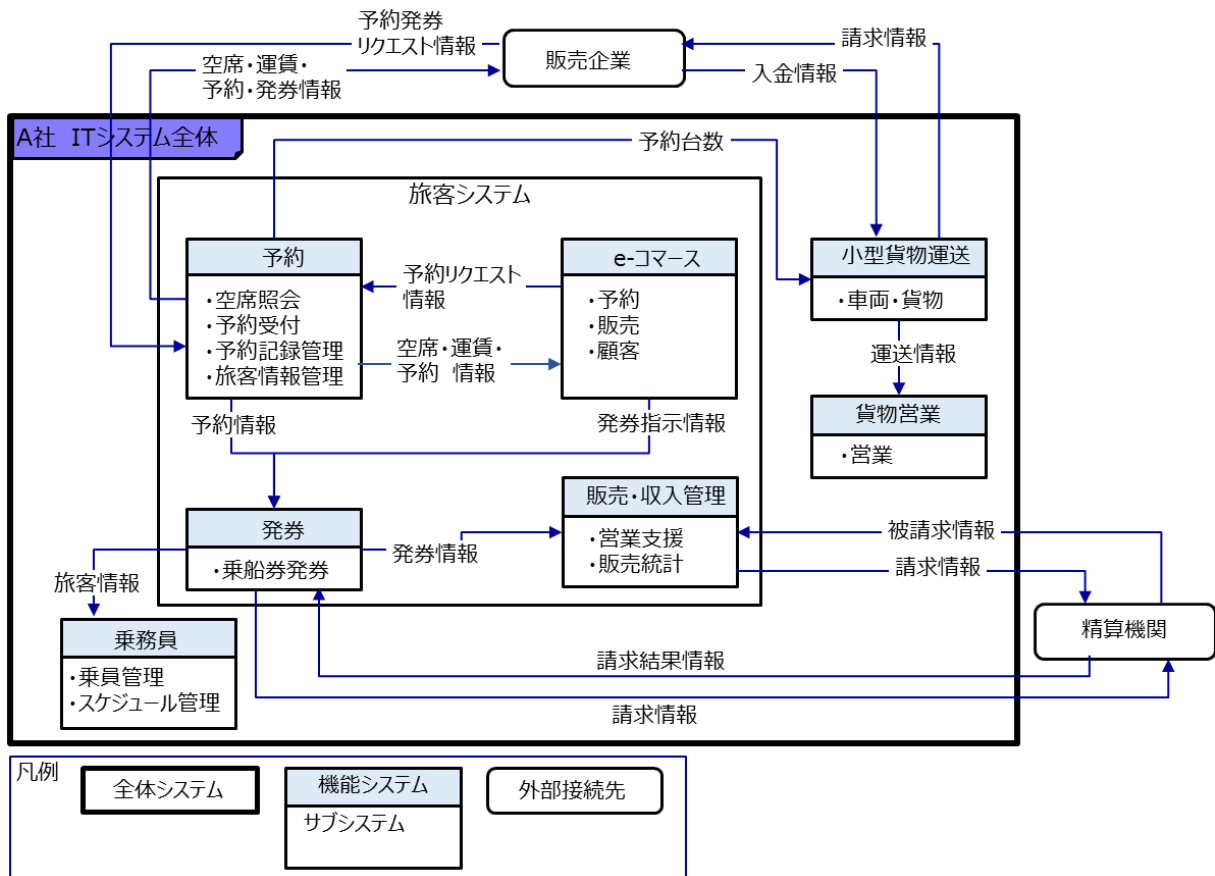 予約発券
リクエスト情報
販売企業
請求情報
空席・運賃・
予約・発券情報
入金情報
A社 ITシステム全体
予約台数
旅客システム
予約
・空席照会
・予約受付
・予約記録管理
・旅客情報管理
予約リクエスト
情報
空席・運賃・
予約 情報
e-コマース
・予約
・販売
・顧客
小型貨物運送
・車両・貨物
運送情報
貨物営業
・営業
予約情報
発券指示情報
発券
・乗船券発券
発券情報
販売・収入管理
・営業支援
・販売統計
被請求情報
請求情報
旅客情報
乗務員
・乗員管理
・スケジュール管理
精算機関
請求結果情報
請求情報
凡例
全体システム
機能システム
サブシステム
外部接続先